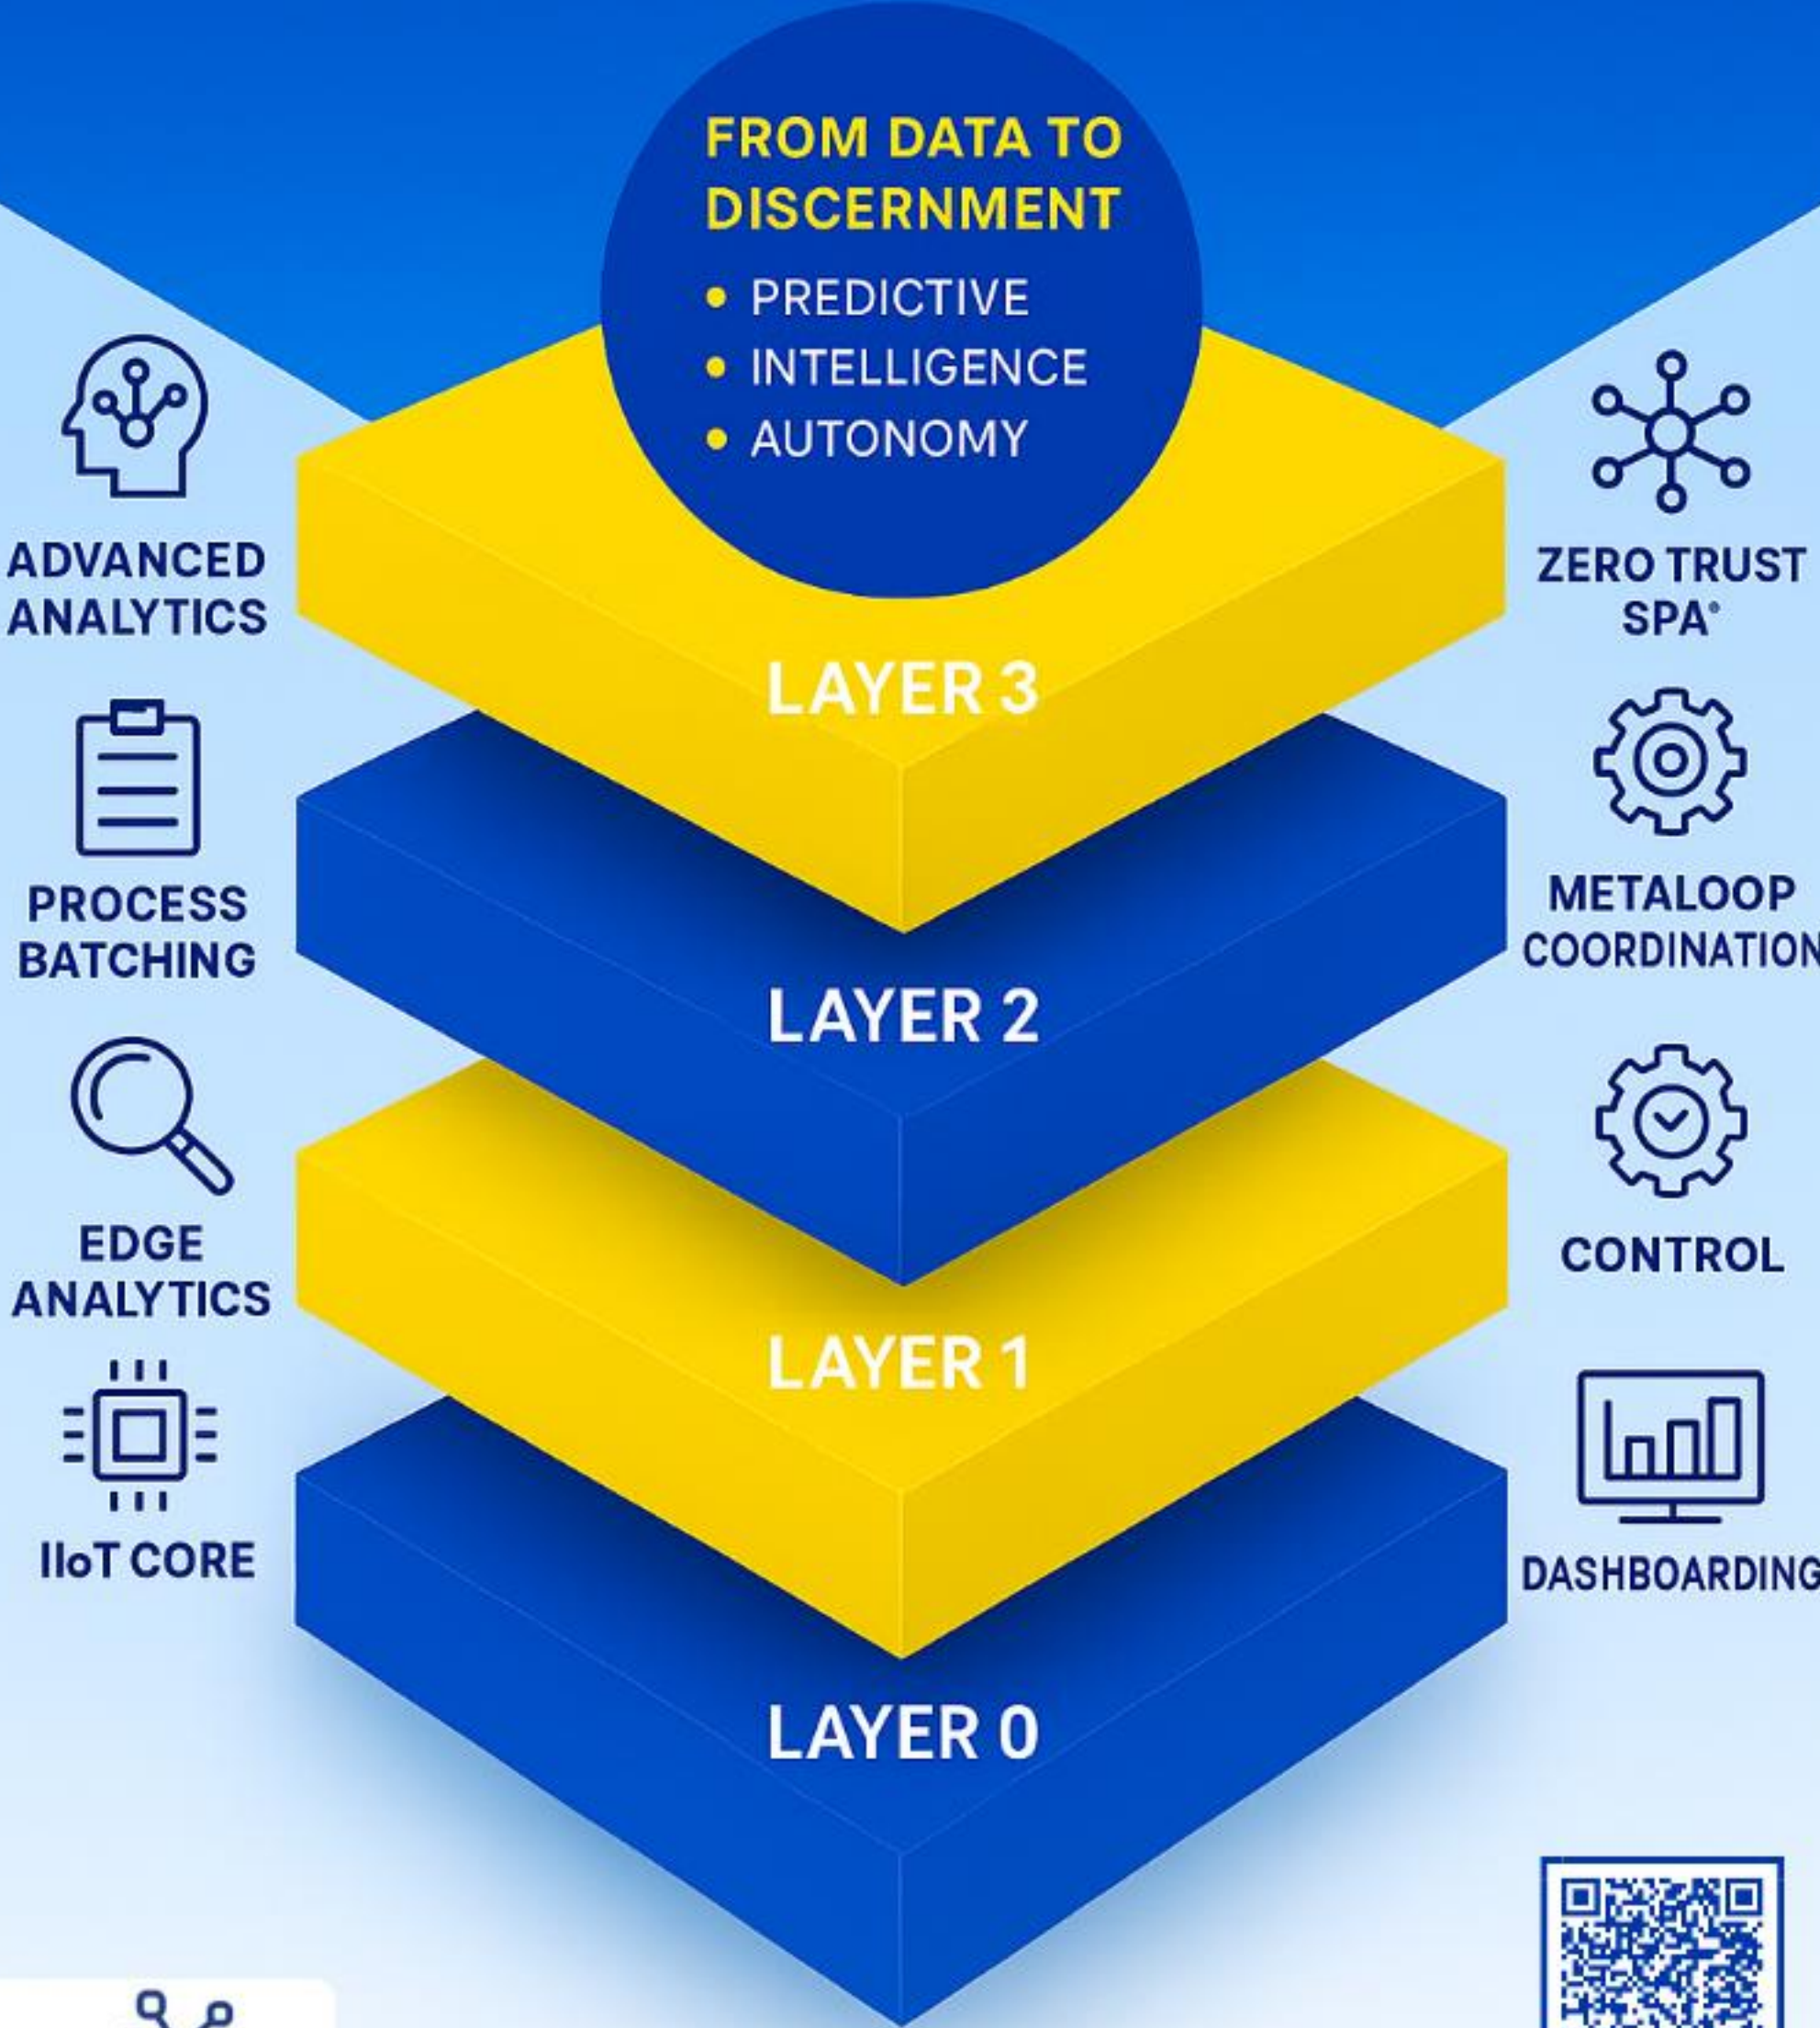 FROM DATA TO
DISCERNMENT
• PREDICTIVE
• INTELLIGENCE
• AUTONOMY
ADVANCED
ANALYTICS
ZERO TRUST
SPA®
LAYER 3
PROCESS
BATCHING
METALOOP
COORDINATION
LAYER 2
EDGE
ANALYTICS
CONTROL
LAYER 1
IIoT CORE
DASHBOARDING
LAYER 0